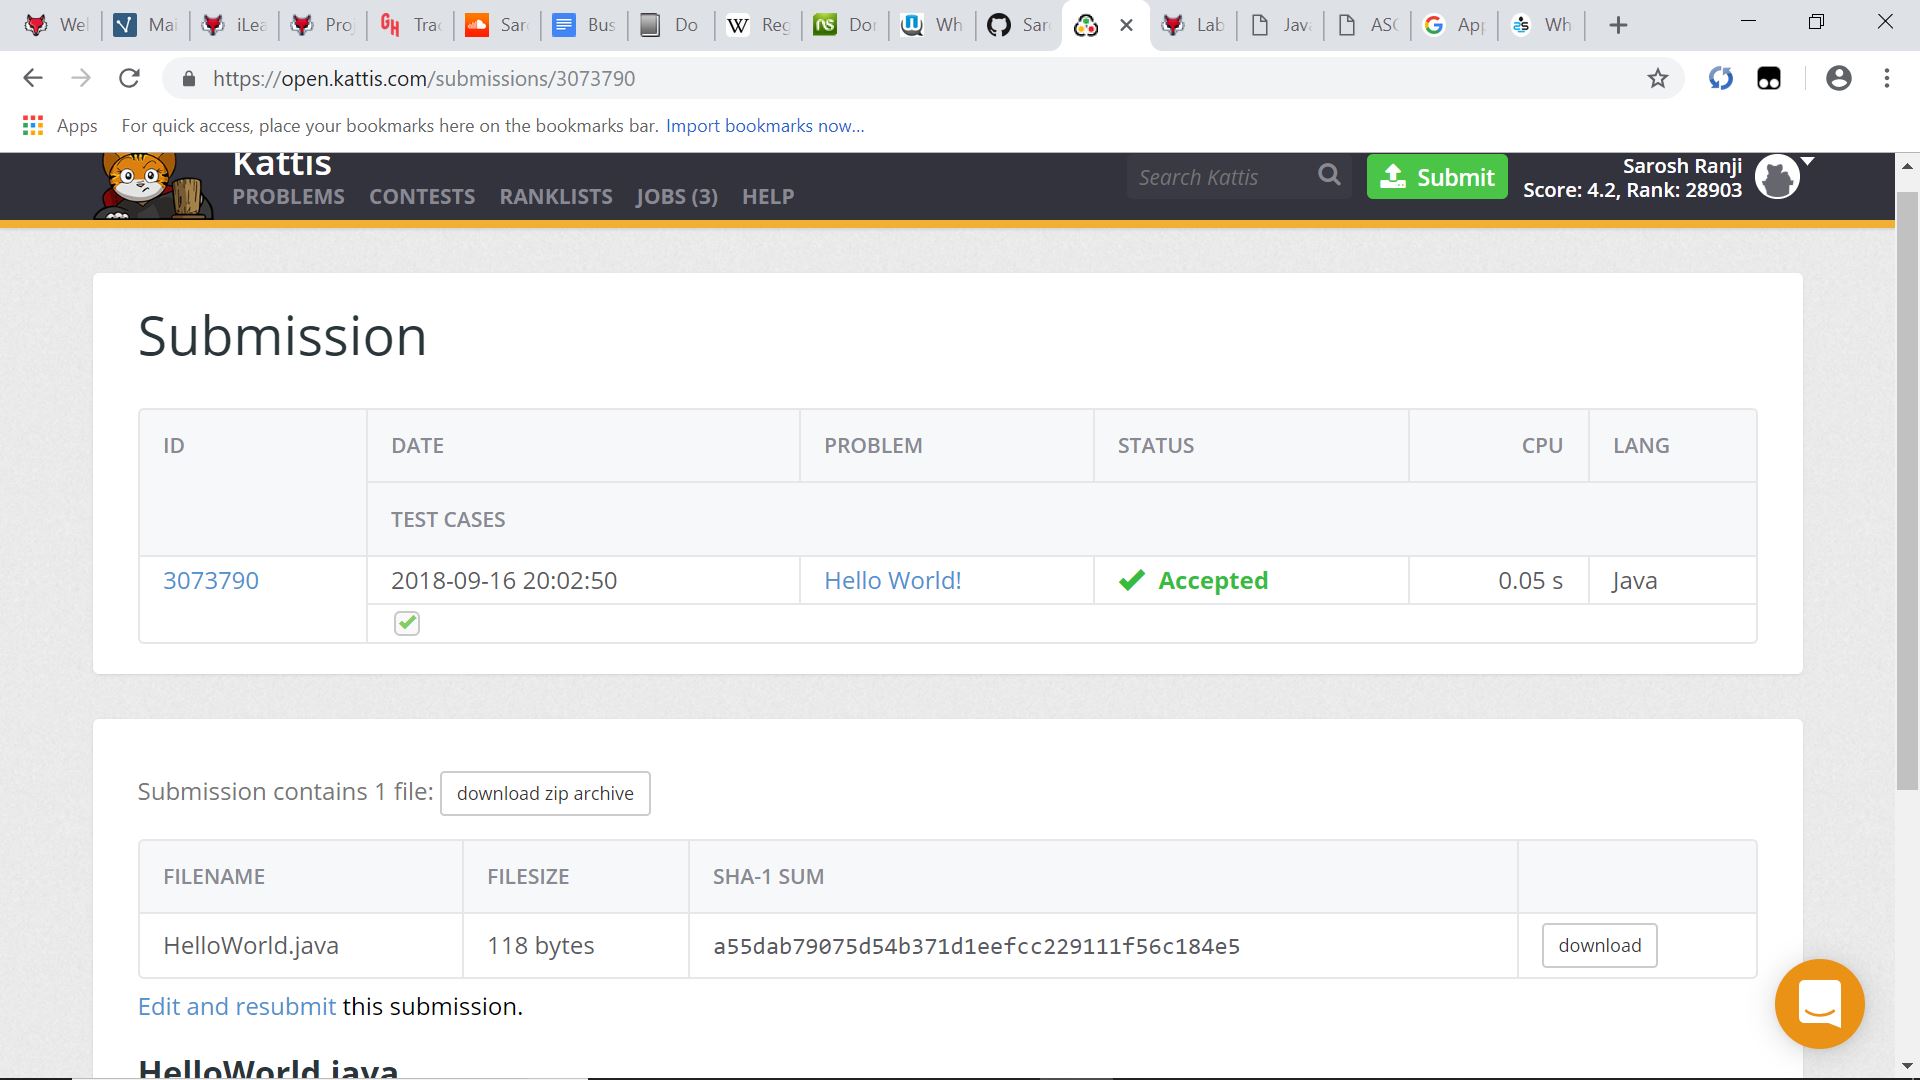 Wel Mai iLea Proj Trac Sar Bus Do Reg Dor Wh Sar Lab Java ASC App Wh
https://open.kattis.com/submissions/3073790
Apps For quick access, place your bookmarks here on the bookmarks bar. Import bookmarks now...
Kattis
PROBLEMS CONTESTS RANKLISTS JOBS (3) HELP
Search Kattis
Submit
Sarosh Ranji
Score: 4.2, Rank: 28903
Submission
ID DATE PROBLEM STATUS CPU LANG
TEST CASES
3073790 2018-09-16 20:02:50 Hello World! Accepted 0.05 s Java
Submission contains 1 file: download zip archive
FILENAME FILESIZE SHA-1 SUM
HelloWorld.java 118 bytes a55dab79075d54b371d1eefcc229111f56c184e5 download
Edit and resubmit this submission.
HelloWorld.java